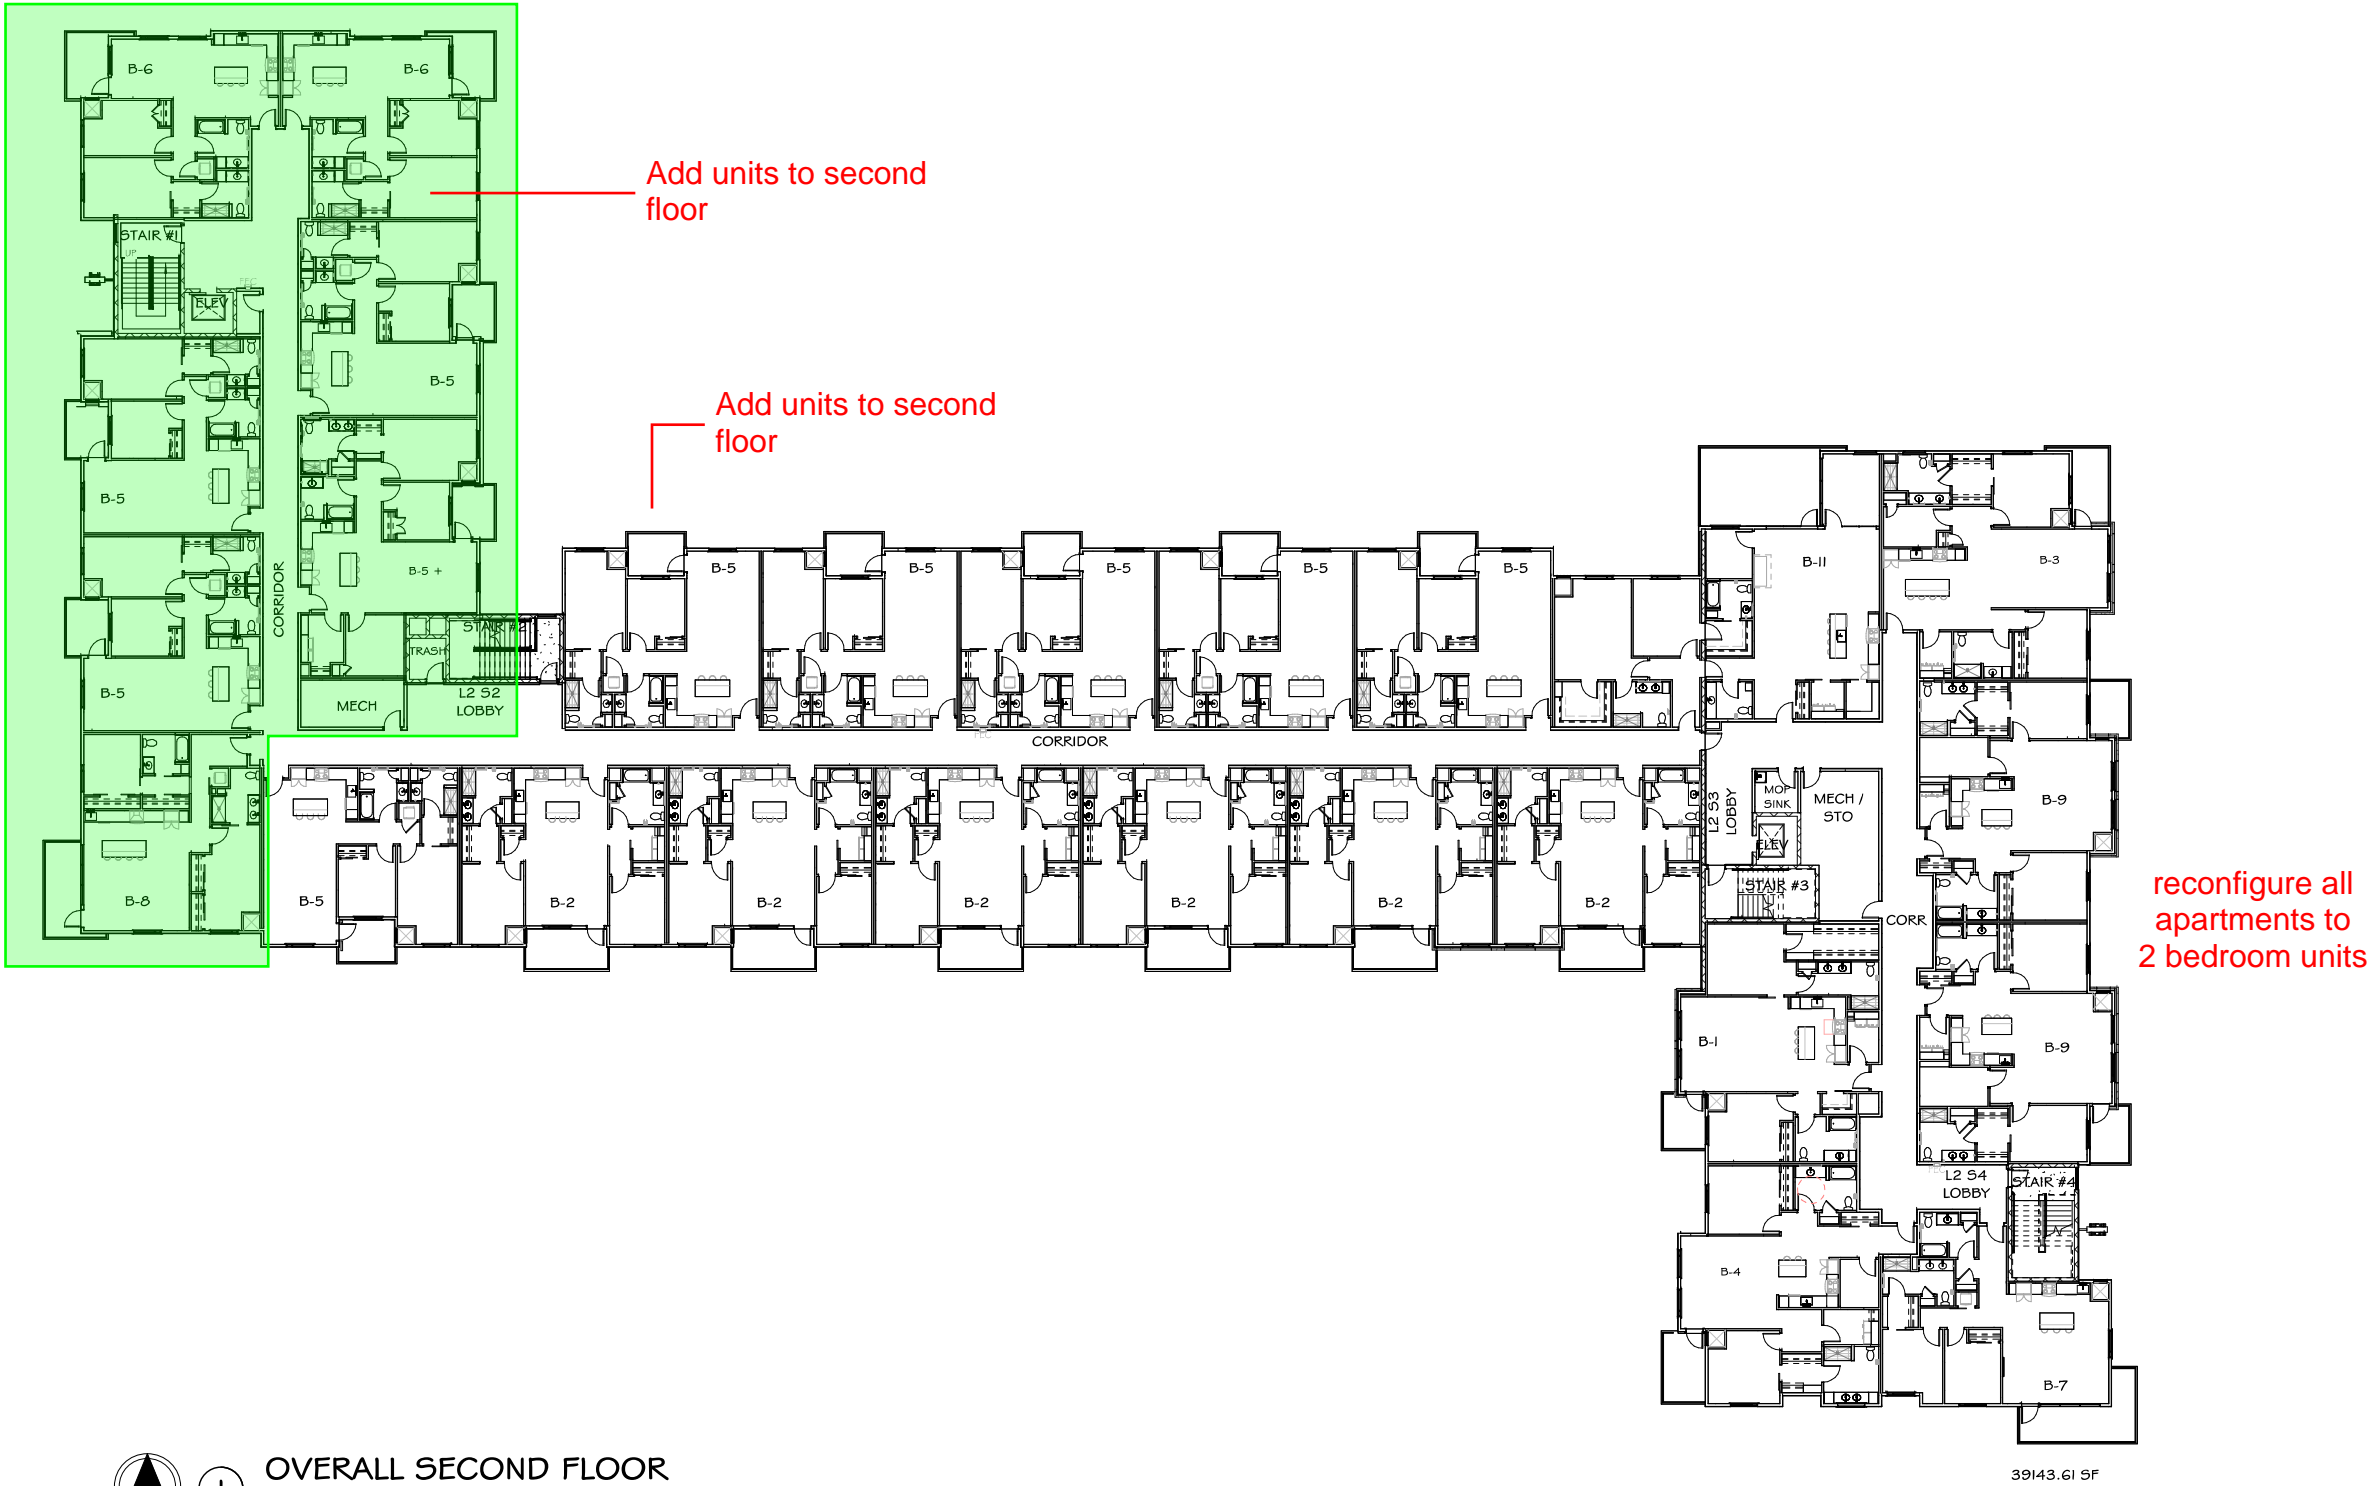 B-6
B-6
Add units to second
floor
STAIR #1
UP
FEC
ELEV
B-5
Add units to second
floor
B-5
B-5 +
CORRIDOR
STAIR #2
TRASH
L2 S2
LOBBY
MECH
B-5
B-8
B-5
B-5
B-5
B-5
B-5
CORRIDOR
FEC
B-5
B-2
B-2
B-2
B-2
B-2
B-2
B-11
B-3
L2 S3
LOBBY
MOP
SINK
MECH /
STO
ELEV
STAIR #3
CORR
B-9
reconfigure all
apartments to
2 bedroom units
B-1
B-9
FEC
L2 S4
LOBBY
STAIR #4
B-4
B-7
OVERALL SECOND FLOOR
39143.61 SF